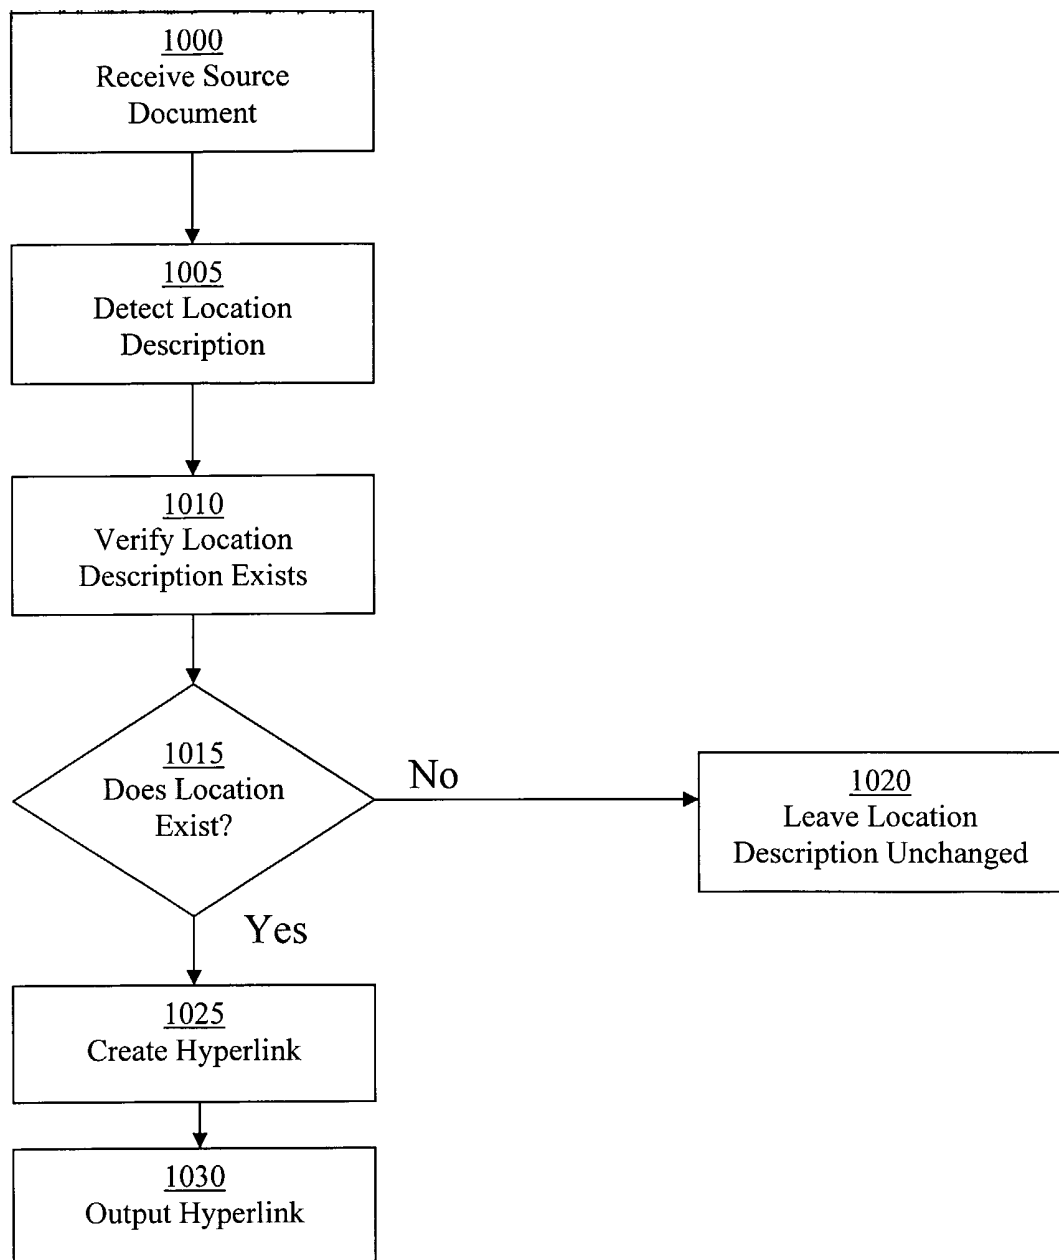 1000
Receive Source
Document
1005
Detect Location
Description
1010
Verify Location
Description Exists
1015
Does Location
Exist?
No
1020
Leave Location
Description Unchanged
Yes
1025
Create Hyperlink
1030
Output Hyperlink